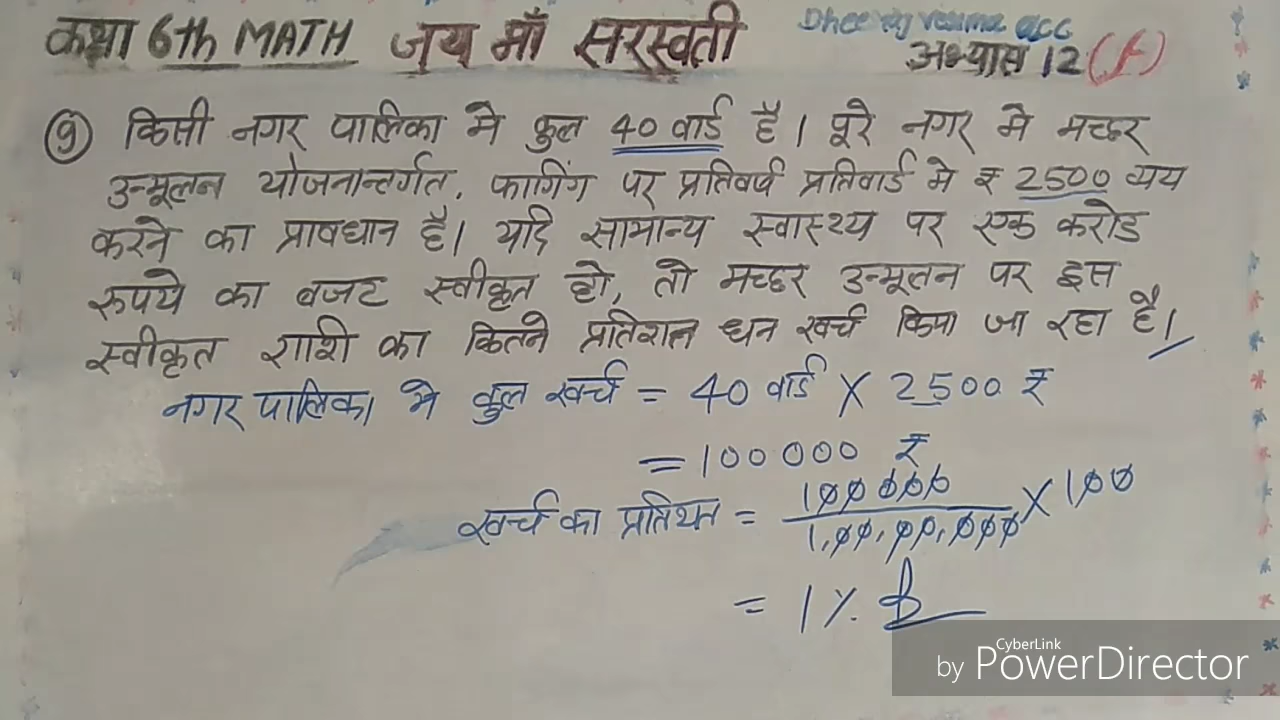 कक्षा 6th MATH जय माँ सरस्वती
अभ्यास 12 (A)
9 किसी नगर पालिका मे कुल 40 वार्ड है। पूरे नगर मे मच्छर
उन्मूलन योजनान्तर्गत, फागिंग पर प्रतिवर्ष प्रतिवार्ड मे ₹ 2500 व्यय
करने का प्रावधान है। यदि सामान्य स्वास्थ्य पर एक करोड
रुपये का बजट स्वीकृत हो, तो मच्छर उन्मूलन पर इस
स्वीकृत राशि का कितने प्रतिशत धन खर्च किया जा रहा है।
नगर पालिका मे कुल खर्च = 40 वार्ड X 2500 ₹
= 100000 ₹
खर्च का प्रतिशत = 100000 / 1,00,00,000 X 100
= 1%
CyberLink
by PowerDirector